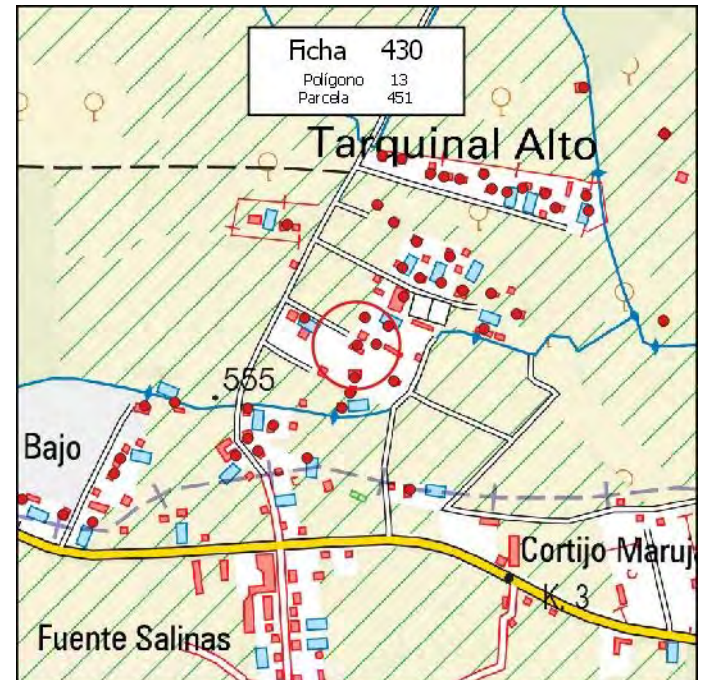 Ficha 430
Polígono 13
Parcela 451
Tarquinal Alto
555
Bajo
Cortijo Maruj
K. 3
Fuente Salinas